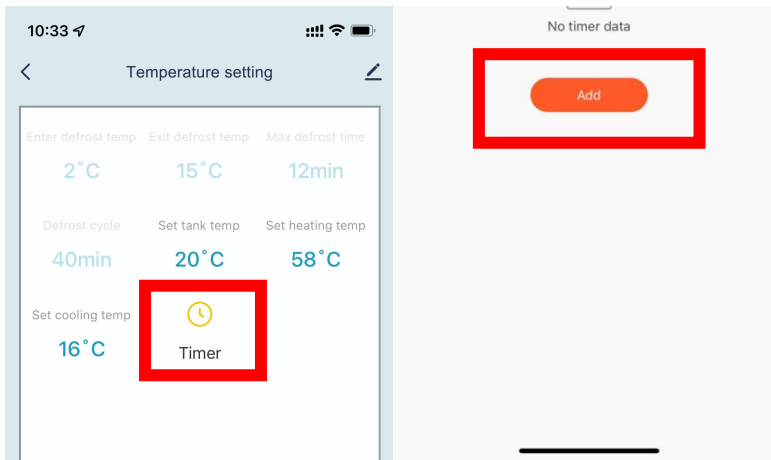 10:33
Temperature setting
Enter defrost temp Exit defrost temp Max defrost time
2°C 15°C 12min
Defrost cycle Set tank temp Set heating temp
40min 20°C 58°C
Set cooling temp
16°C Timer
No timer data
Add